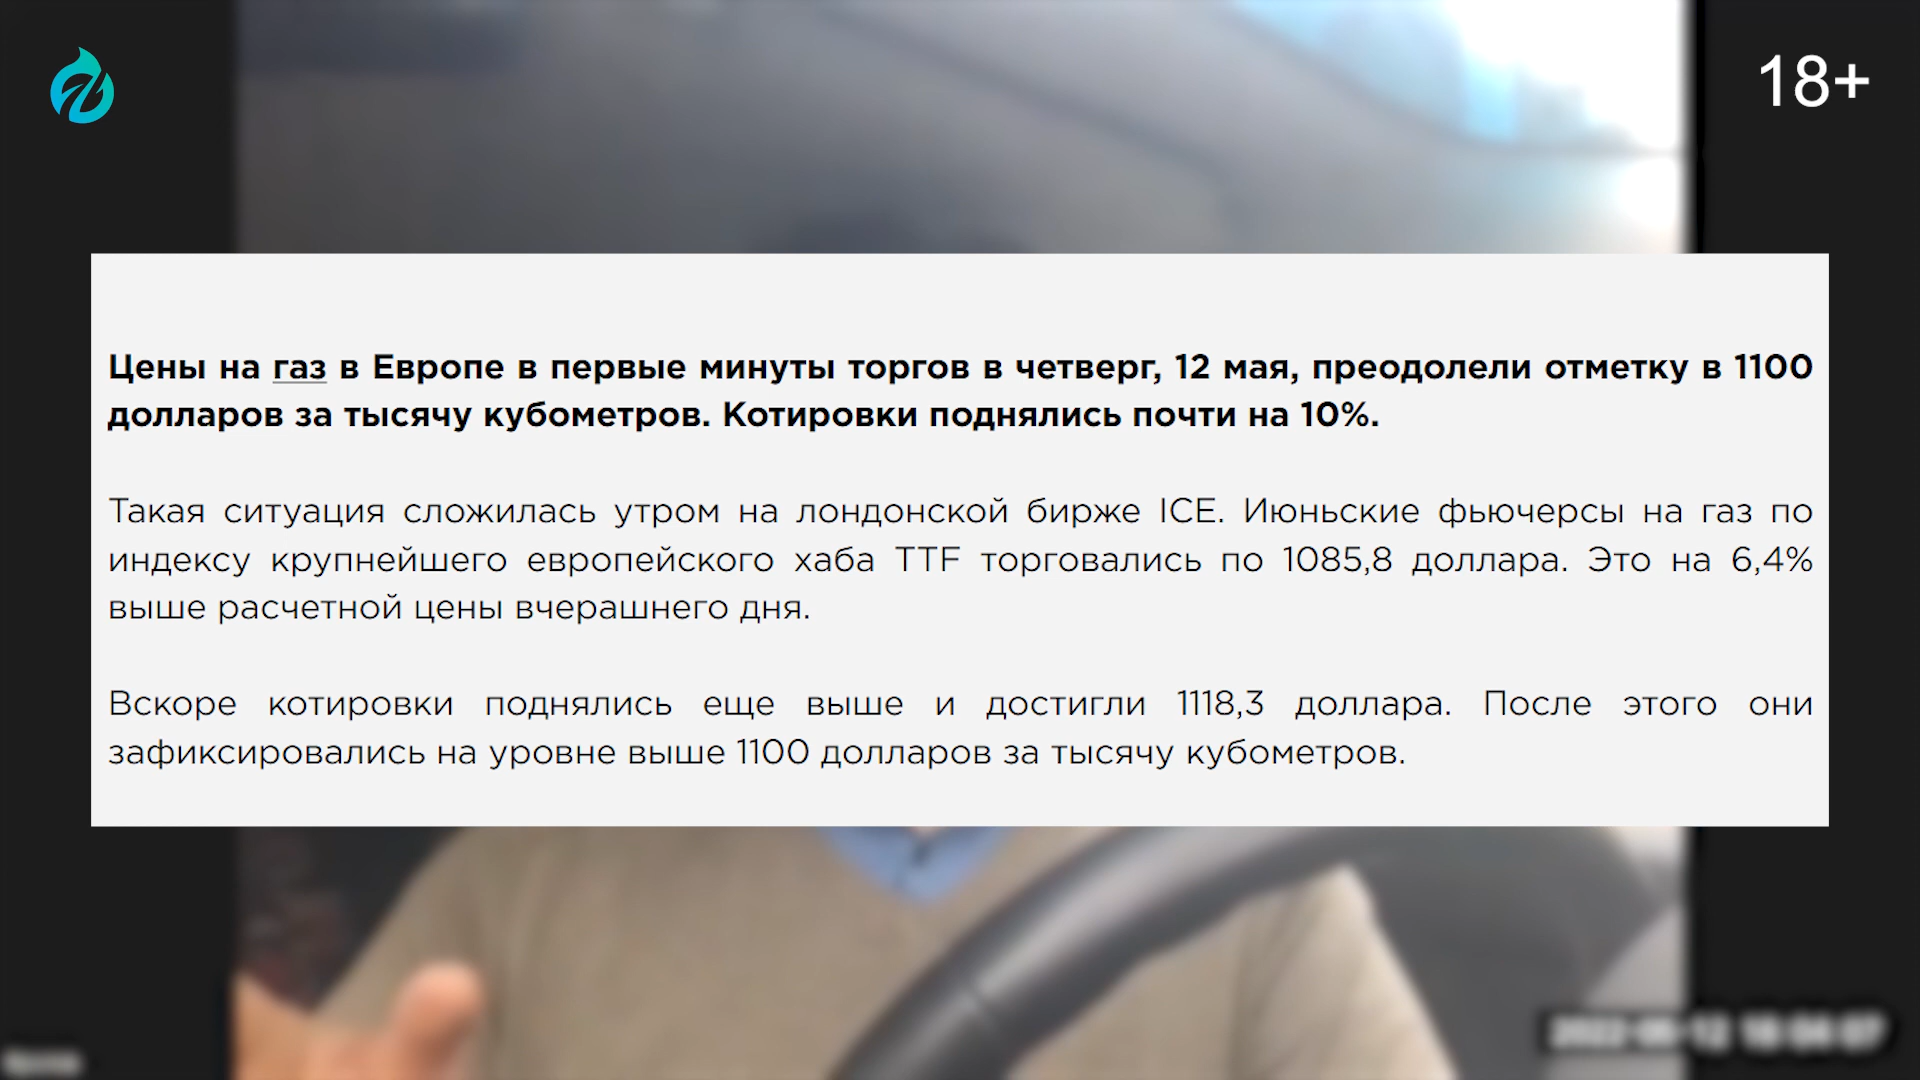 18+
Цены на газ в Европе в первые минуты торгов в четверг, 12 мая, преодолели отметку в 1100
долларов за тысячу кубометров. Котировки поднялись почти на 10%.
Такая ситуация сложилась утром на лондонской бирже ICE. Июньские фьючерсы на газ по
индексу крупнейшего европейского хаба TTF торговались по 1085,8 доллара. Это на 6,4%
выше расчетной цены вчерашнего дня.
Вскоре котировки поднялись еще выше и достигли 1118,3 доллара. После этого они
зафиксировались на уровне выше 1100 долларов за тысячу кубометров.